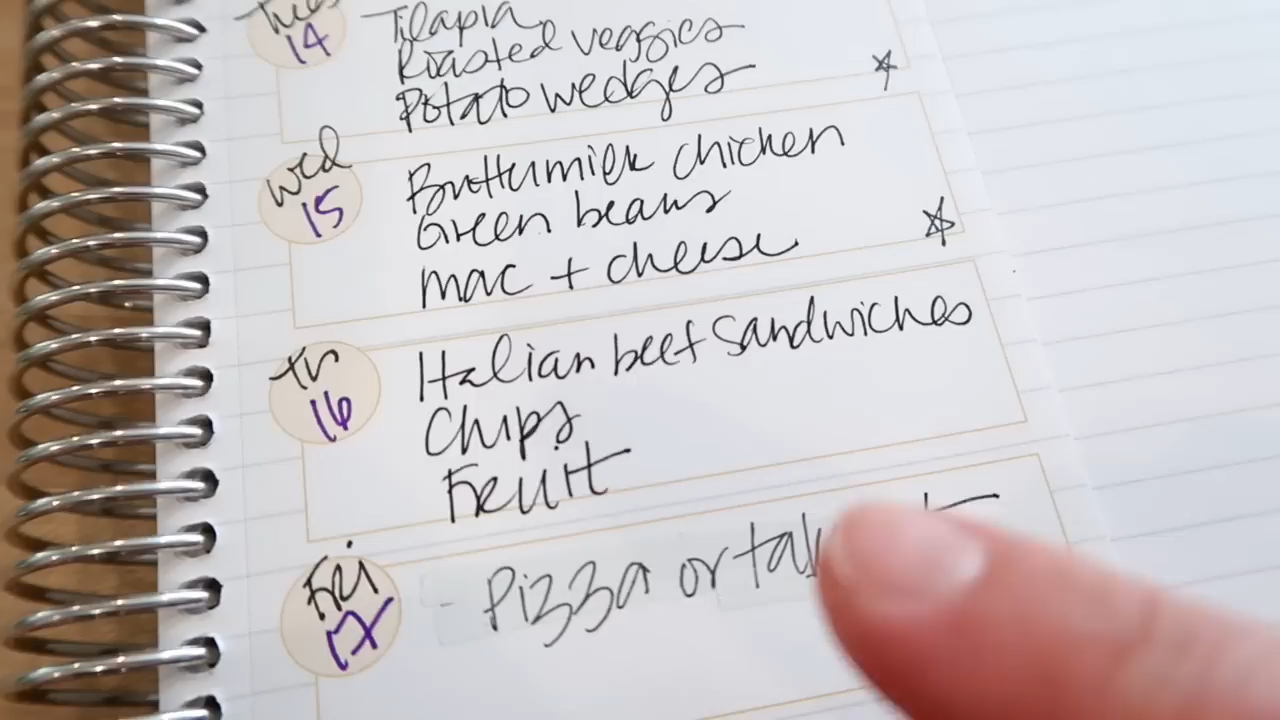 Tues
14
Tilapia
Roasted veggies
Potato wedges
Wed
15
Buttermilk chicken
Green beans
mac + cheese
Th
16
Italian beef sandwiches
Chips
Fruit
Fri
17
- Pizza or